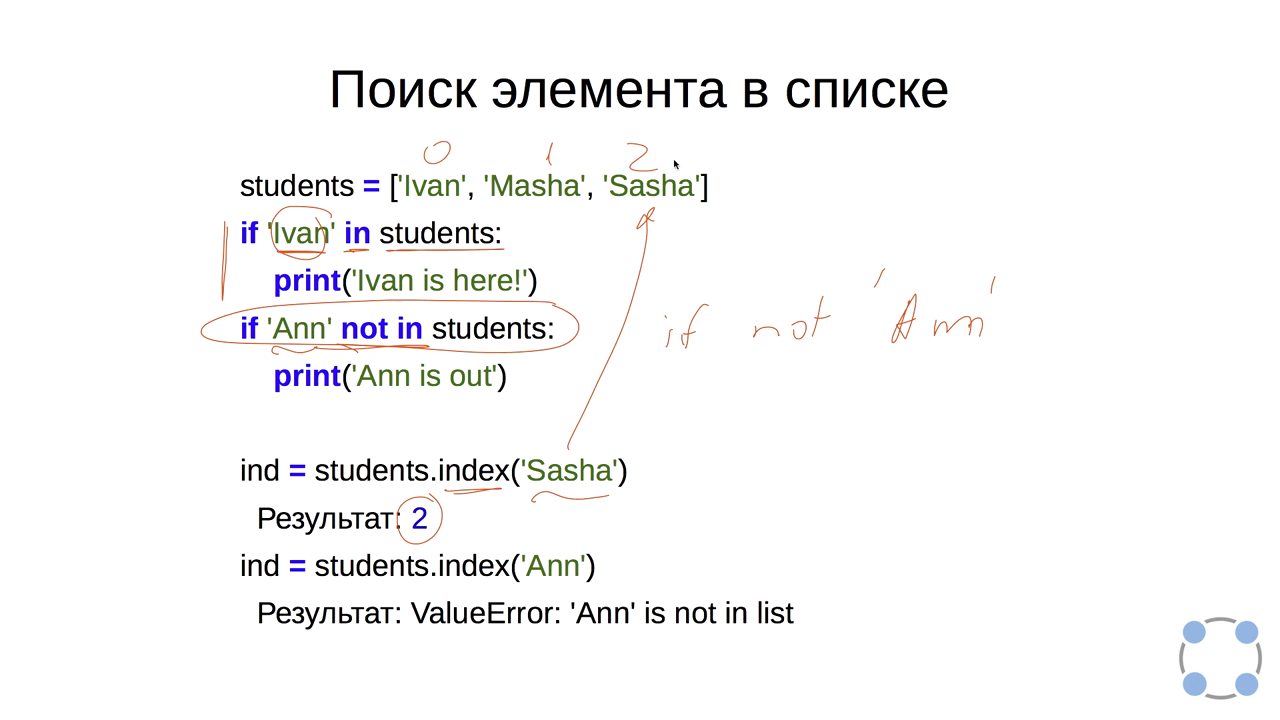 Поиск элемента в списке
0 1 2
students = ['Ivan', 'Masha', 'Sasha']
if 'Ivan' in students:
print('Ivan is here!')
if 'Ann' not in students:
if not 'Ann'
print('Ann is out')
ind = students.index('Sasha')
Результат: 2
ind = students.index('Ann')
Результат: ValueError: 'Ann' is not in list